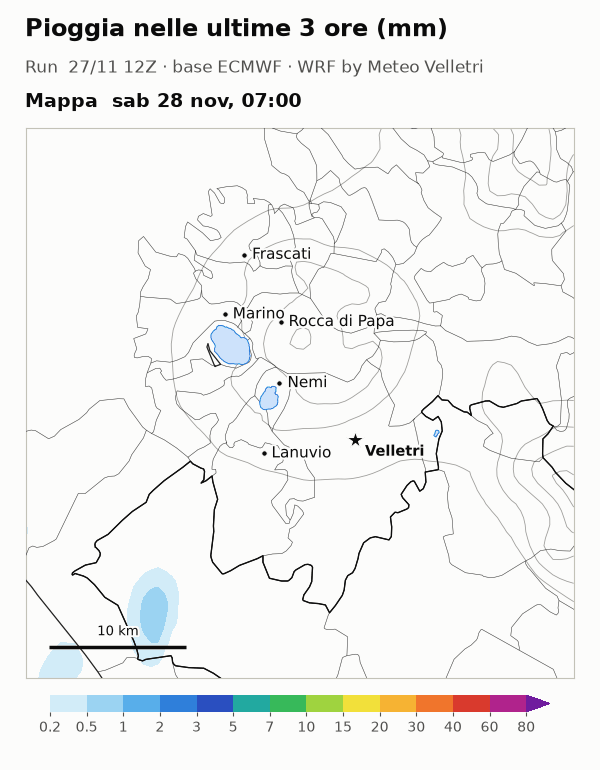 Pioggia nelle ultime 3 ore (mm)
Run  27/11 12Z · base ECMWF · WRF by Meteo Velletri
Mappa  sab 28 nov, 07:00
Frascati
Marino
Rocca di Papa
Nemi
Velletri
Lanuvio
10 km
0.2 0.5 1 2 3 5 7 10 15 20 30 40 60 80